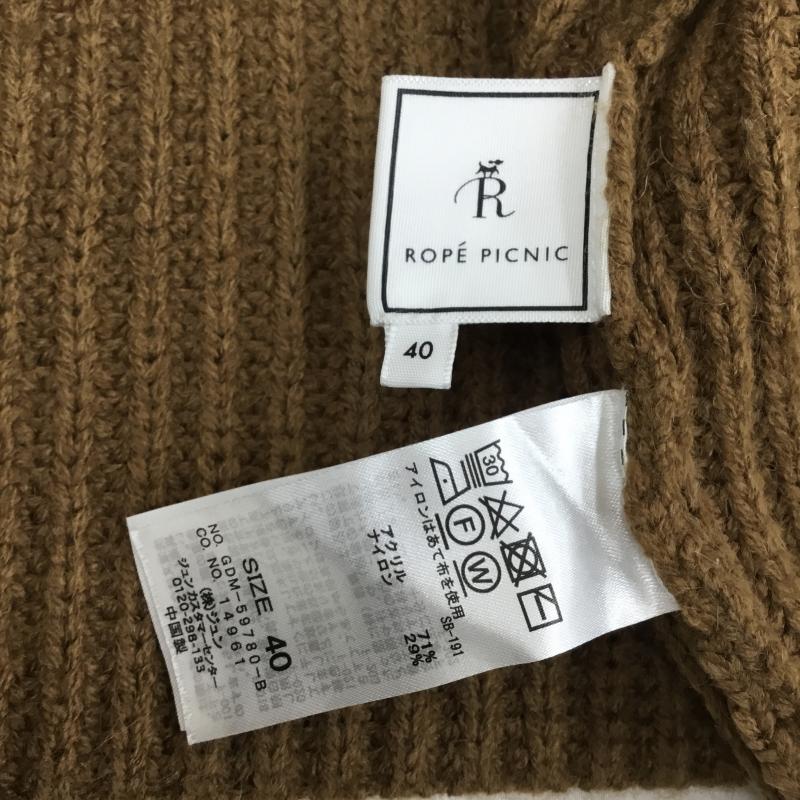 R
ROPÉ PICNIC
40
30
F
W
アイロンはあて布を使用
SB-191
アクリル 71%
ナイロン 29%
SIZE 40
NO. GDM-59780-B
CO. NO. 14961
(株)ジュン
ジュンカスタマーセンター
0120-298-133
中国製